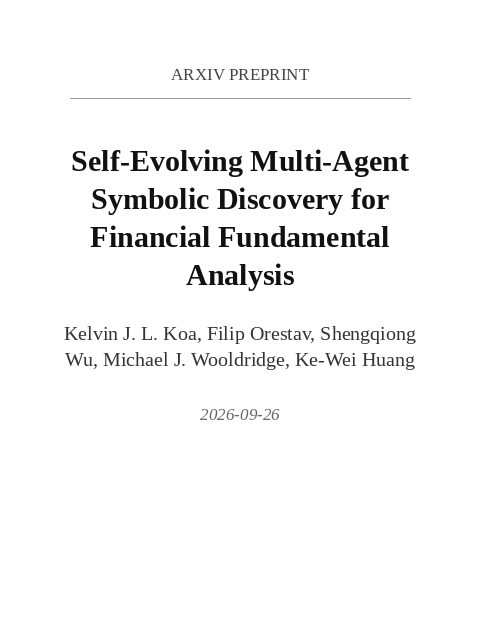 ARXIV PREPRINT
Self-Evolving Multi-Agent
Symbolic Discovery for
Financial Fundamental
Analysis
Kelvin J. L. Koa, Filip Orestav, Shengqiong
Wu, Michael J. Wooldridge, Ke-Wei Huang
2026-09-26